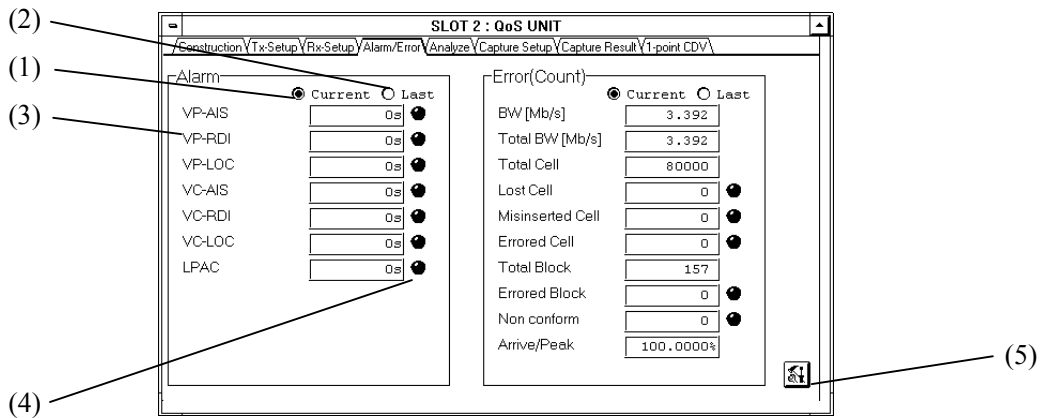 (2)
SLOT 2 : QoS UNIT
Construction Tx-Setup Rx-Setup Alarm/Error Analyze Capture Setup Capture Result 1-point CDV
(1)
Alarm
Current Last
(3)
VP-AIS 0s
VP-RDI 0s
VP-LOC 0s
VC-AIS 0s
VC-RDI 0s
VC-LOC 0s
LPAC 0s
(4)
Error(Count)
Current Last
BW [Mb/s] 3.392
Total BW [Mb/s] 3.392
Total Cell 80000
Lost Cell 0
Misinserted Cell 0
Errored Cell 0
Total Block 157
Errored Block 0
Non conform 0
Arrive/Peak 100.0000%
(5)